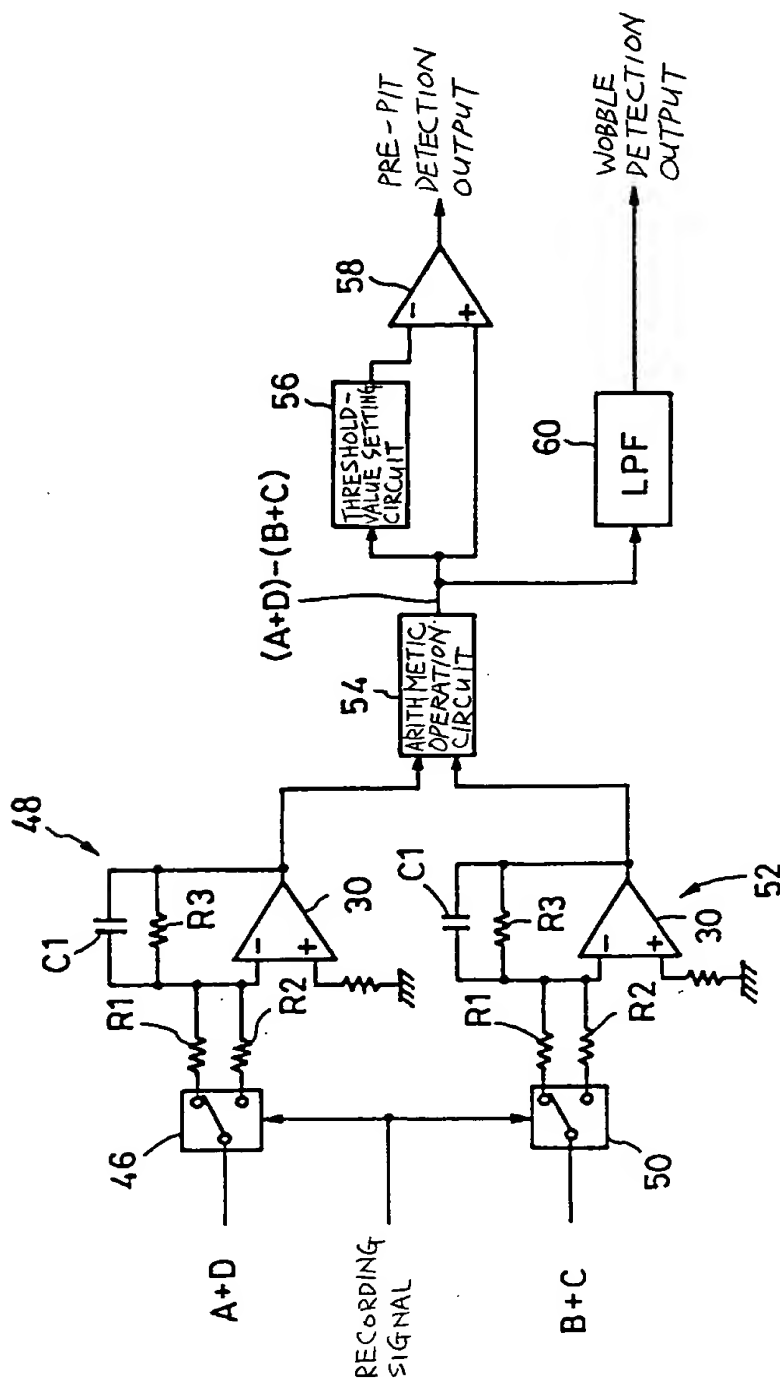 48
C1
R3
R1
R2
30
46
A+D
RECORDING
SIGNAL
C1
R3
R1
R2
30
52
50
B+C
54
ARITHMETIC
OPERATION
CIRCUIT
(A+D)-(B+C)
56
THRESHOLD-
VALUE SETTING
CIRCUIT
58
PRE-PIT
DETECTION
OUTPUT
60
LPF
WOBBLE
DETECTION
OUTPUT
-
+
-
+
-
+